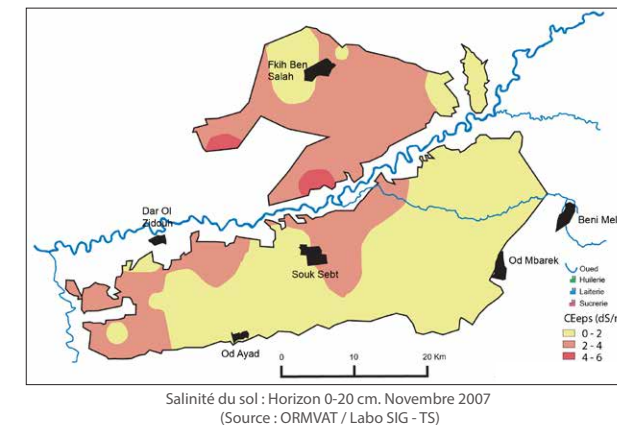 Fkih Ben
Salah
Dar Ol
Zidouh
Beni Mel
Od Mbarek
Souk Sebt
Od Ayad
Oued
Huilerie
Laiterie
Sucrerie
CEeps (dS/m
0 - 2
2 - 4
4 - 6
0 10 20 Km
Salinité du sol : Horizon 0-20 cm. Novembre 2007
(Source : ORMVAT / Labo SIG - TS)